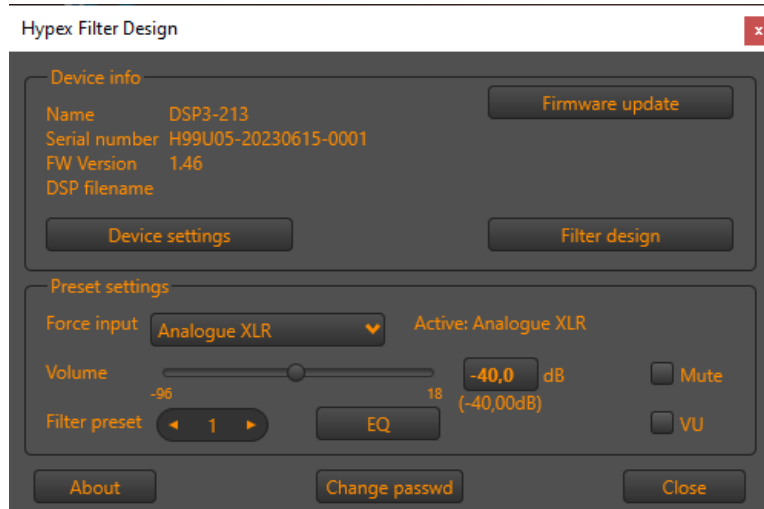 Hypex Filter Design
x
Device info
Name DSP3-213
Firmware update
Serial number H99U05-20230615-0001
FW Version 1.46
DSP filename
Device settings Filter design
Preset settings
Force input Analogue XLR Active: Analogue XLR
Volume -40,0 dB Mute
-96 18 (-40,00dB)
Filter preset 1 EQ VU
About Change passwd Close